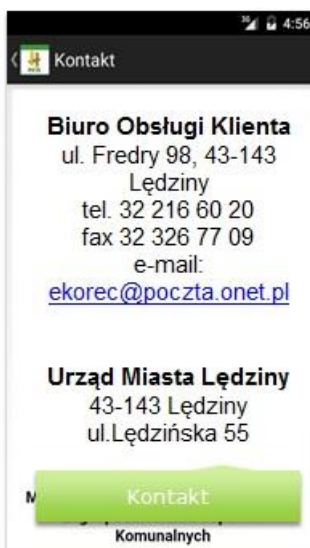 4:56
Kontakt
Biuro Obsługi Klienta
ul. Fredry 98, 43-143
Lędziny
tel. 32 216 60 20
fax 32 326 77 09
e-mail:
ekorec@poczta.onet.pl
Urząd Miasta Lędziny
43-143 Lędziny
ul.Lędzińska 55
Kontakt
Komunalnych